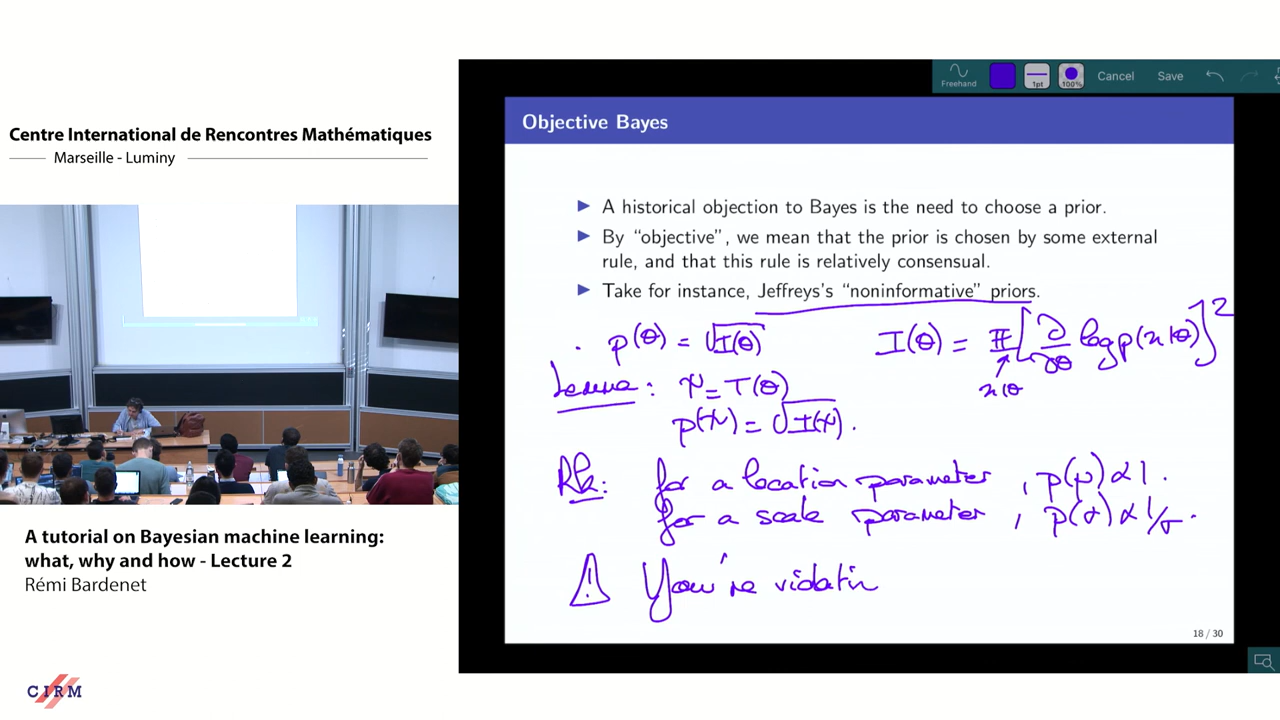 Centre International de Rencontres Mathématiques
Marseille - Luminy
Freehand
1pt
100%
Cancel
Save
Objective Bayes
A historical objection to Bayes is the need to choose a prior.
By “objective”, we mean that the prior is chosen by some external
rule, and that this rule is relatively consensual.
Take for instance, Jeffreys's “noninformative” priors.
· p(θ) = √I(θ) I(θ) = 𝔼[∂/∂θ log p(x|θ)]²
x|θ
Lemma : ψ = T(θ)
p(ψ) = √I(ψ).
Rk: for a location parameter , p(μ) ∝ 1.
for a scale parameter , p(σ) ∝ 1/σ.
⚠ You're violatin
18 / 30
A tutorial on Bayesian machine learning:
what, why and how - Lecture 2
Rémi Bardenet
CIRM